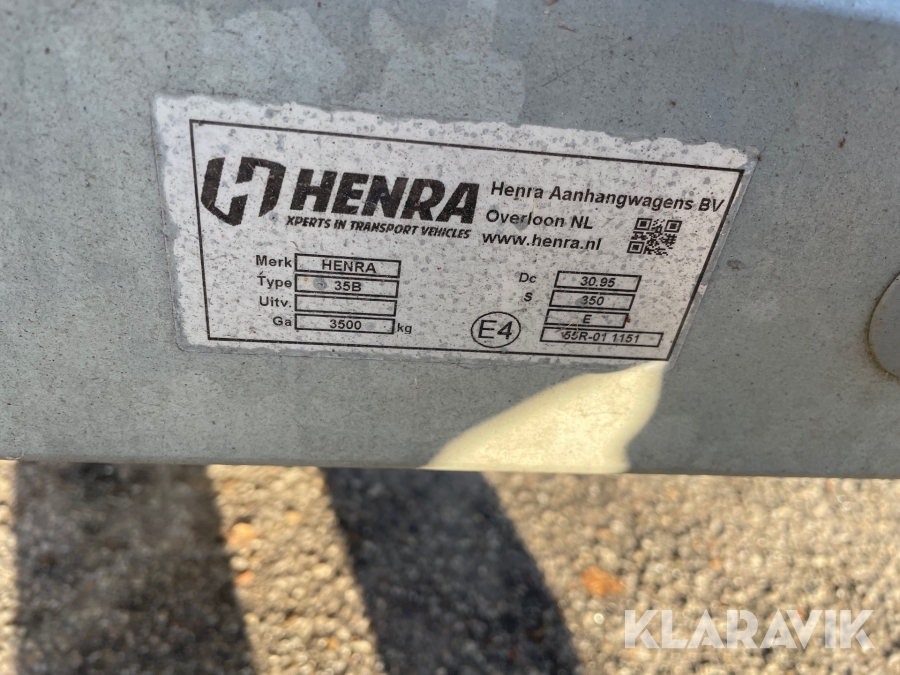 HENRA
XPERTS IN TRANSPORT VEHICLES
Henra Aanhangwagens BV
Overloon NL
www.henra.nl
Merk HENRA
Type 35B
Uitv.
Ga 3500 kg
E4
Dc 30.95
S 350
E
55R-01 1151
KLARAVIK